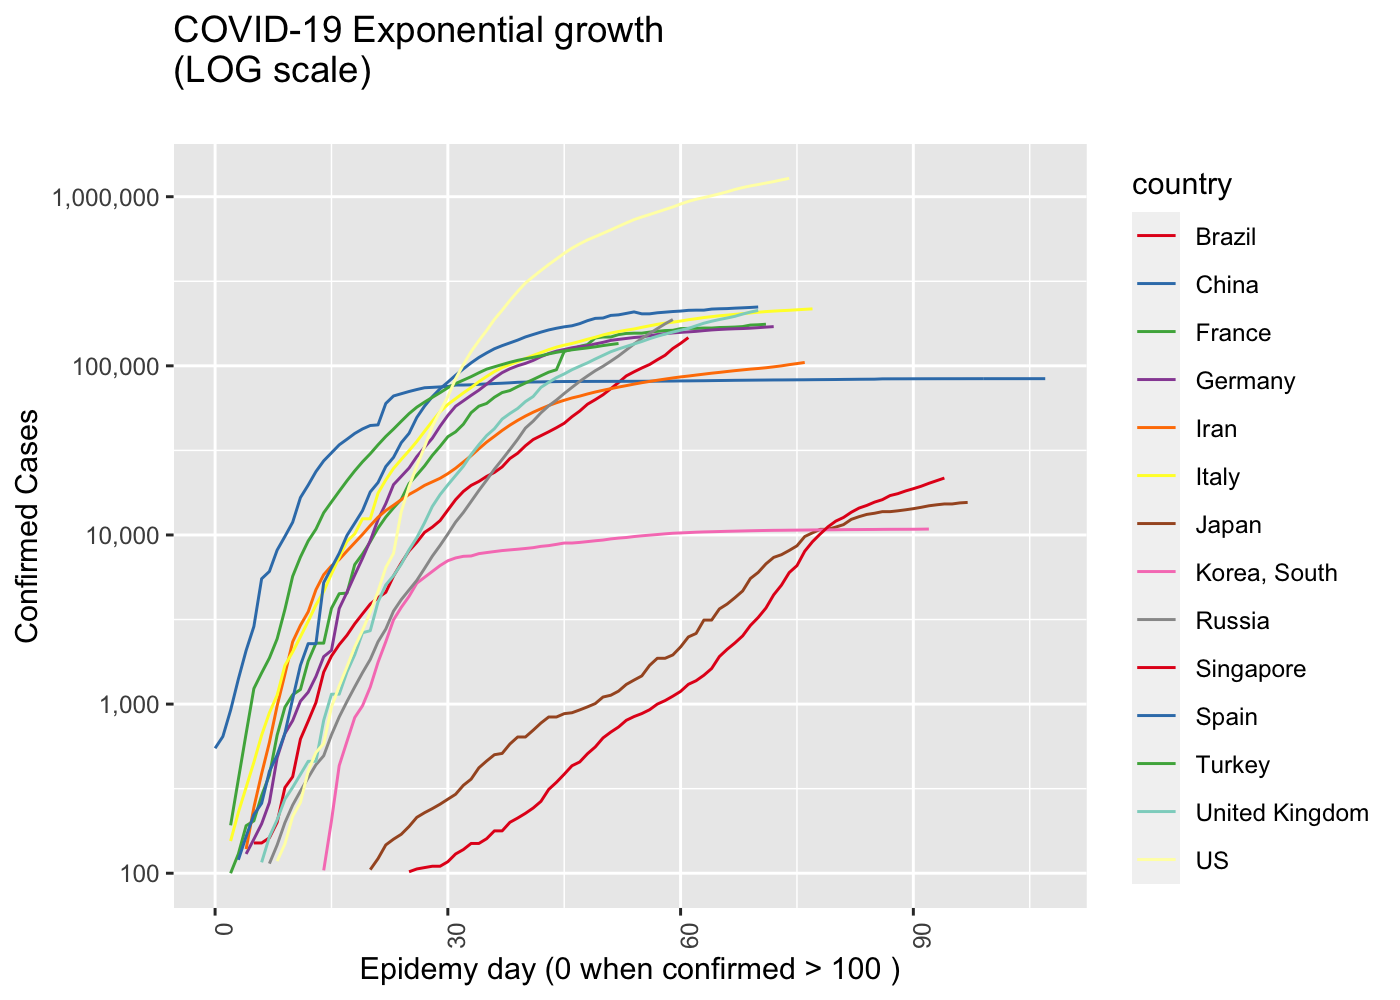 COVID-19 Exponential growth
(LOG scale)
Confirmed Cases
1,000,000
100,000
10,000
1,000
100
0
30
60
90
Epidemy day (0 when confirmed > 100 )
country
Brazil
China
France
Germany
Iran
Italy
Japan
Korea, South
Russia
Singapore
Spain
Turkey
United Kingdom
US